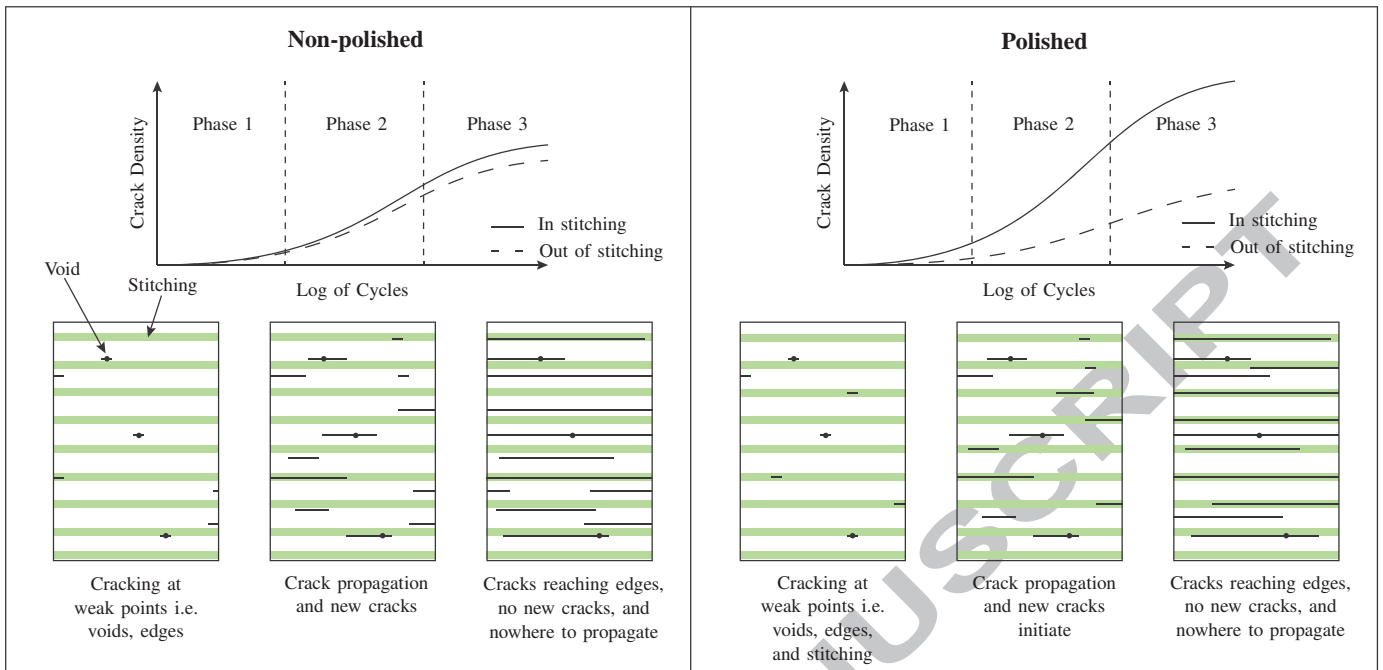 Non-polished
Crack Density
Phase 1
Phase 2
Phase 3
In stitching
Out of stitching
Log of Cycles
Void
Stitching
Cracking at
weak points i.e.
voids, edges
Crack propagation
and new cracks
Cracks reaching edges,
no new cracks, and
nowhere to propagate
Polished
Crack Density
Phase 1
Phase 2
Phase 3
In stitching
Out of stitching
Log of Cycles
Cracking at
weak points i.e.
voids, edges,
and stitching
Crack propagation
and new cracks
initiate
Cracks reaching edges,
no new cracks, and
nowhere to propagate
USCRIPT